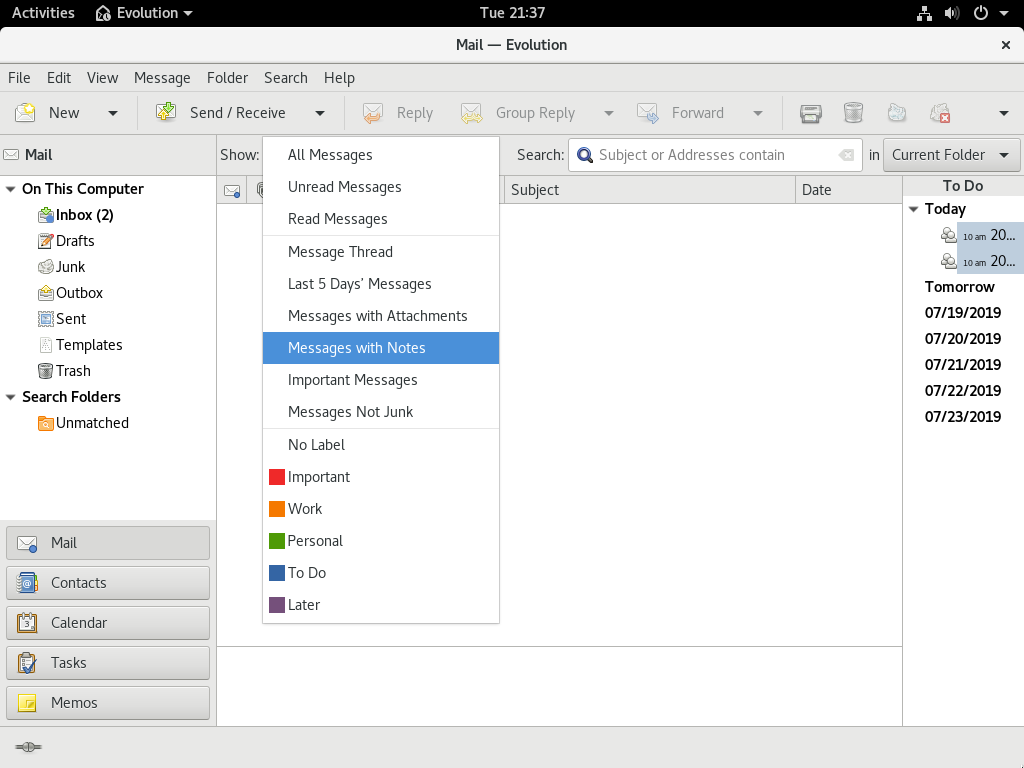 Activities Evolution Tue 21:37
Mail — Evolution
File Edit View Message Folder Search Help
New Send / Receive Reply Group Reply Forward
Mail Show: Search: Subject or Addresses contain in Current Folder
All Messages
Unread Messages
Read Messages
Message Thread
Last 5 Days’ Messages
Messages with Attachments
Messages with Notes
Important Messages
Messages Not Junk
No Label
Important
Work
Personal
To Do
Later
Subject Date
On This Computer
Inbox (2)
Drafts
Junk
Outbox
Sent
Templates
Trash
Search Folders
Unmatched
Mail
Contacts
3
Calendar
Tasks
Memos
To Do
Today
10 am 20...
10 am 20...
Tomorrow
07/19/2019
07/20/2019
07/21/2019
07/22/2019
07/23/2019